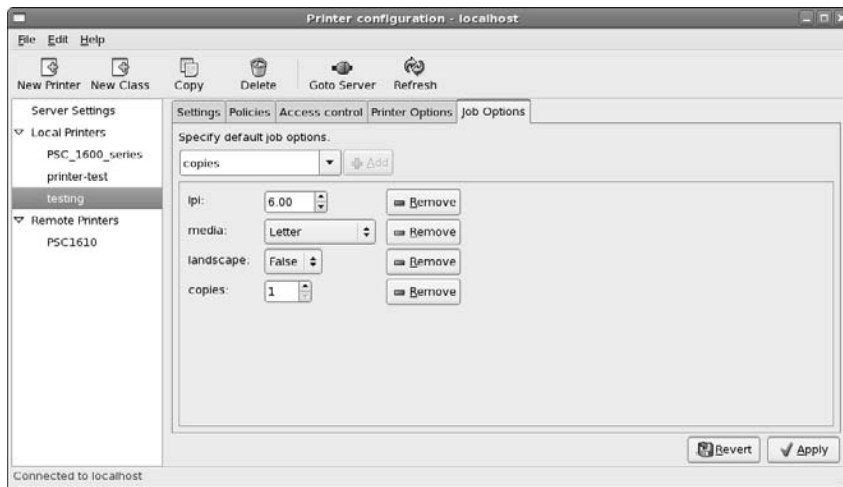 Printer configuration - localhost
File Edit Help
New Printer New Class Copy Delete Goto Server Refresh
Server Settings
Local Printers
PSC_1600_series
printer-test
testing
Remote Printers
PSC1610
Settings Policies Access control Printer Options Job Options
Specify default job options.
copies Add
lpi: 6.00 Remove
media: Letter Remove
landscape: False Remove
copies: 1 Remove
Revert Apply
Connected to localhost